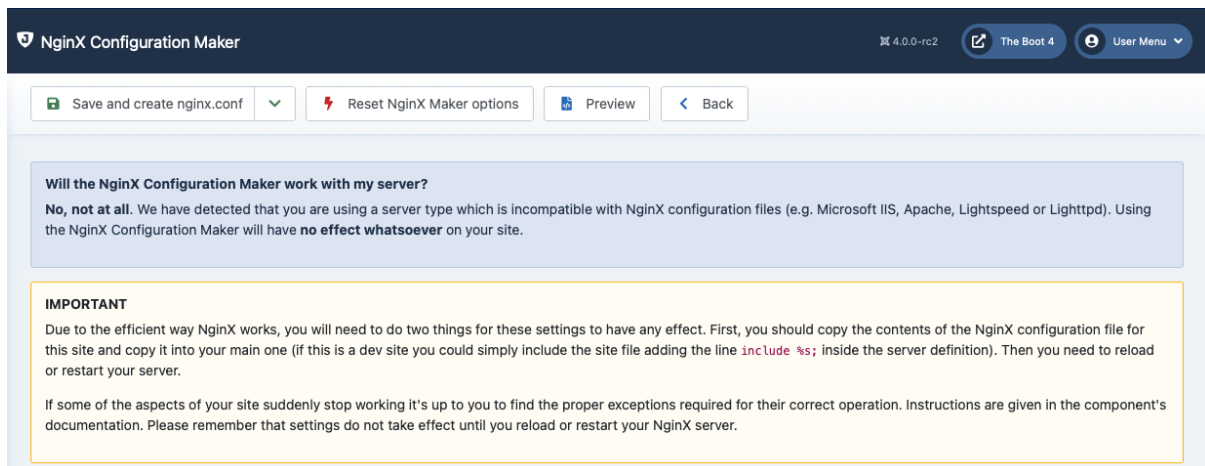 NginX Configuration Maker
4.0.0-rc2
The Boot 4
User Menu
Save and create nginx.conf
Reset NginX Maker options
Preview
Back
Will the NginX Configuration Maker work with my server?
No, not at all. We have detected that you are using a server type which is incompatible with NginX configuration files (e.g. Microsoft IIS, Apache, Lightspeed or Lighttpd). Using
the NginX Configuration Maker will have no effect whatsoever on your site.
IMPORTANT
Due to the efficient way NginX works, you will need to do two things for these settings to have any effect. First, you should copy the contents of the NginX configuration file for
this site and copy it into your main one (if this is a dev site you could simply include the site file adding the line include %s; inside the server definition). Then you need to reload
or restart your server.
If some of the aspects of your site suddenly stop working it's up to you to find the proper exceptions required for their correct operation. Instructions are given in the component's
documentation. Please remember that settings do not take effect until you reload or restart your NginX server.